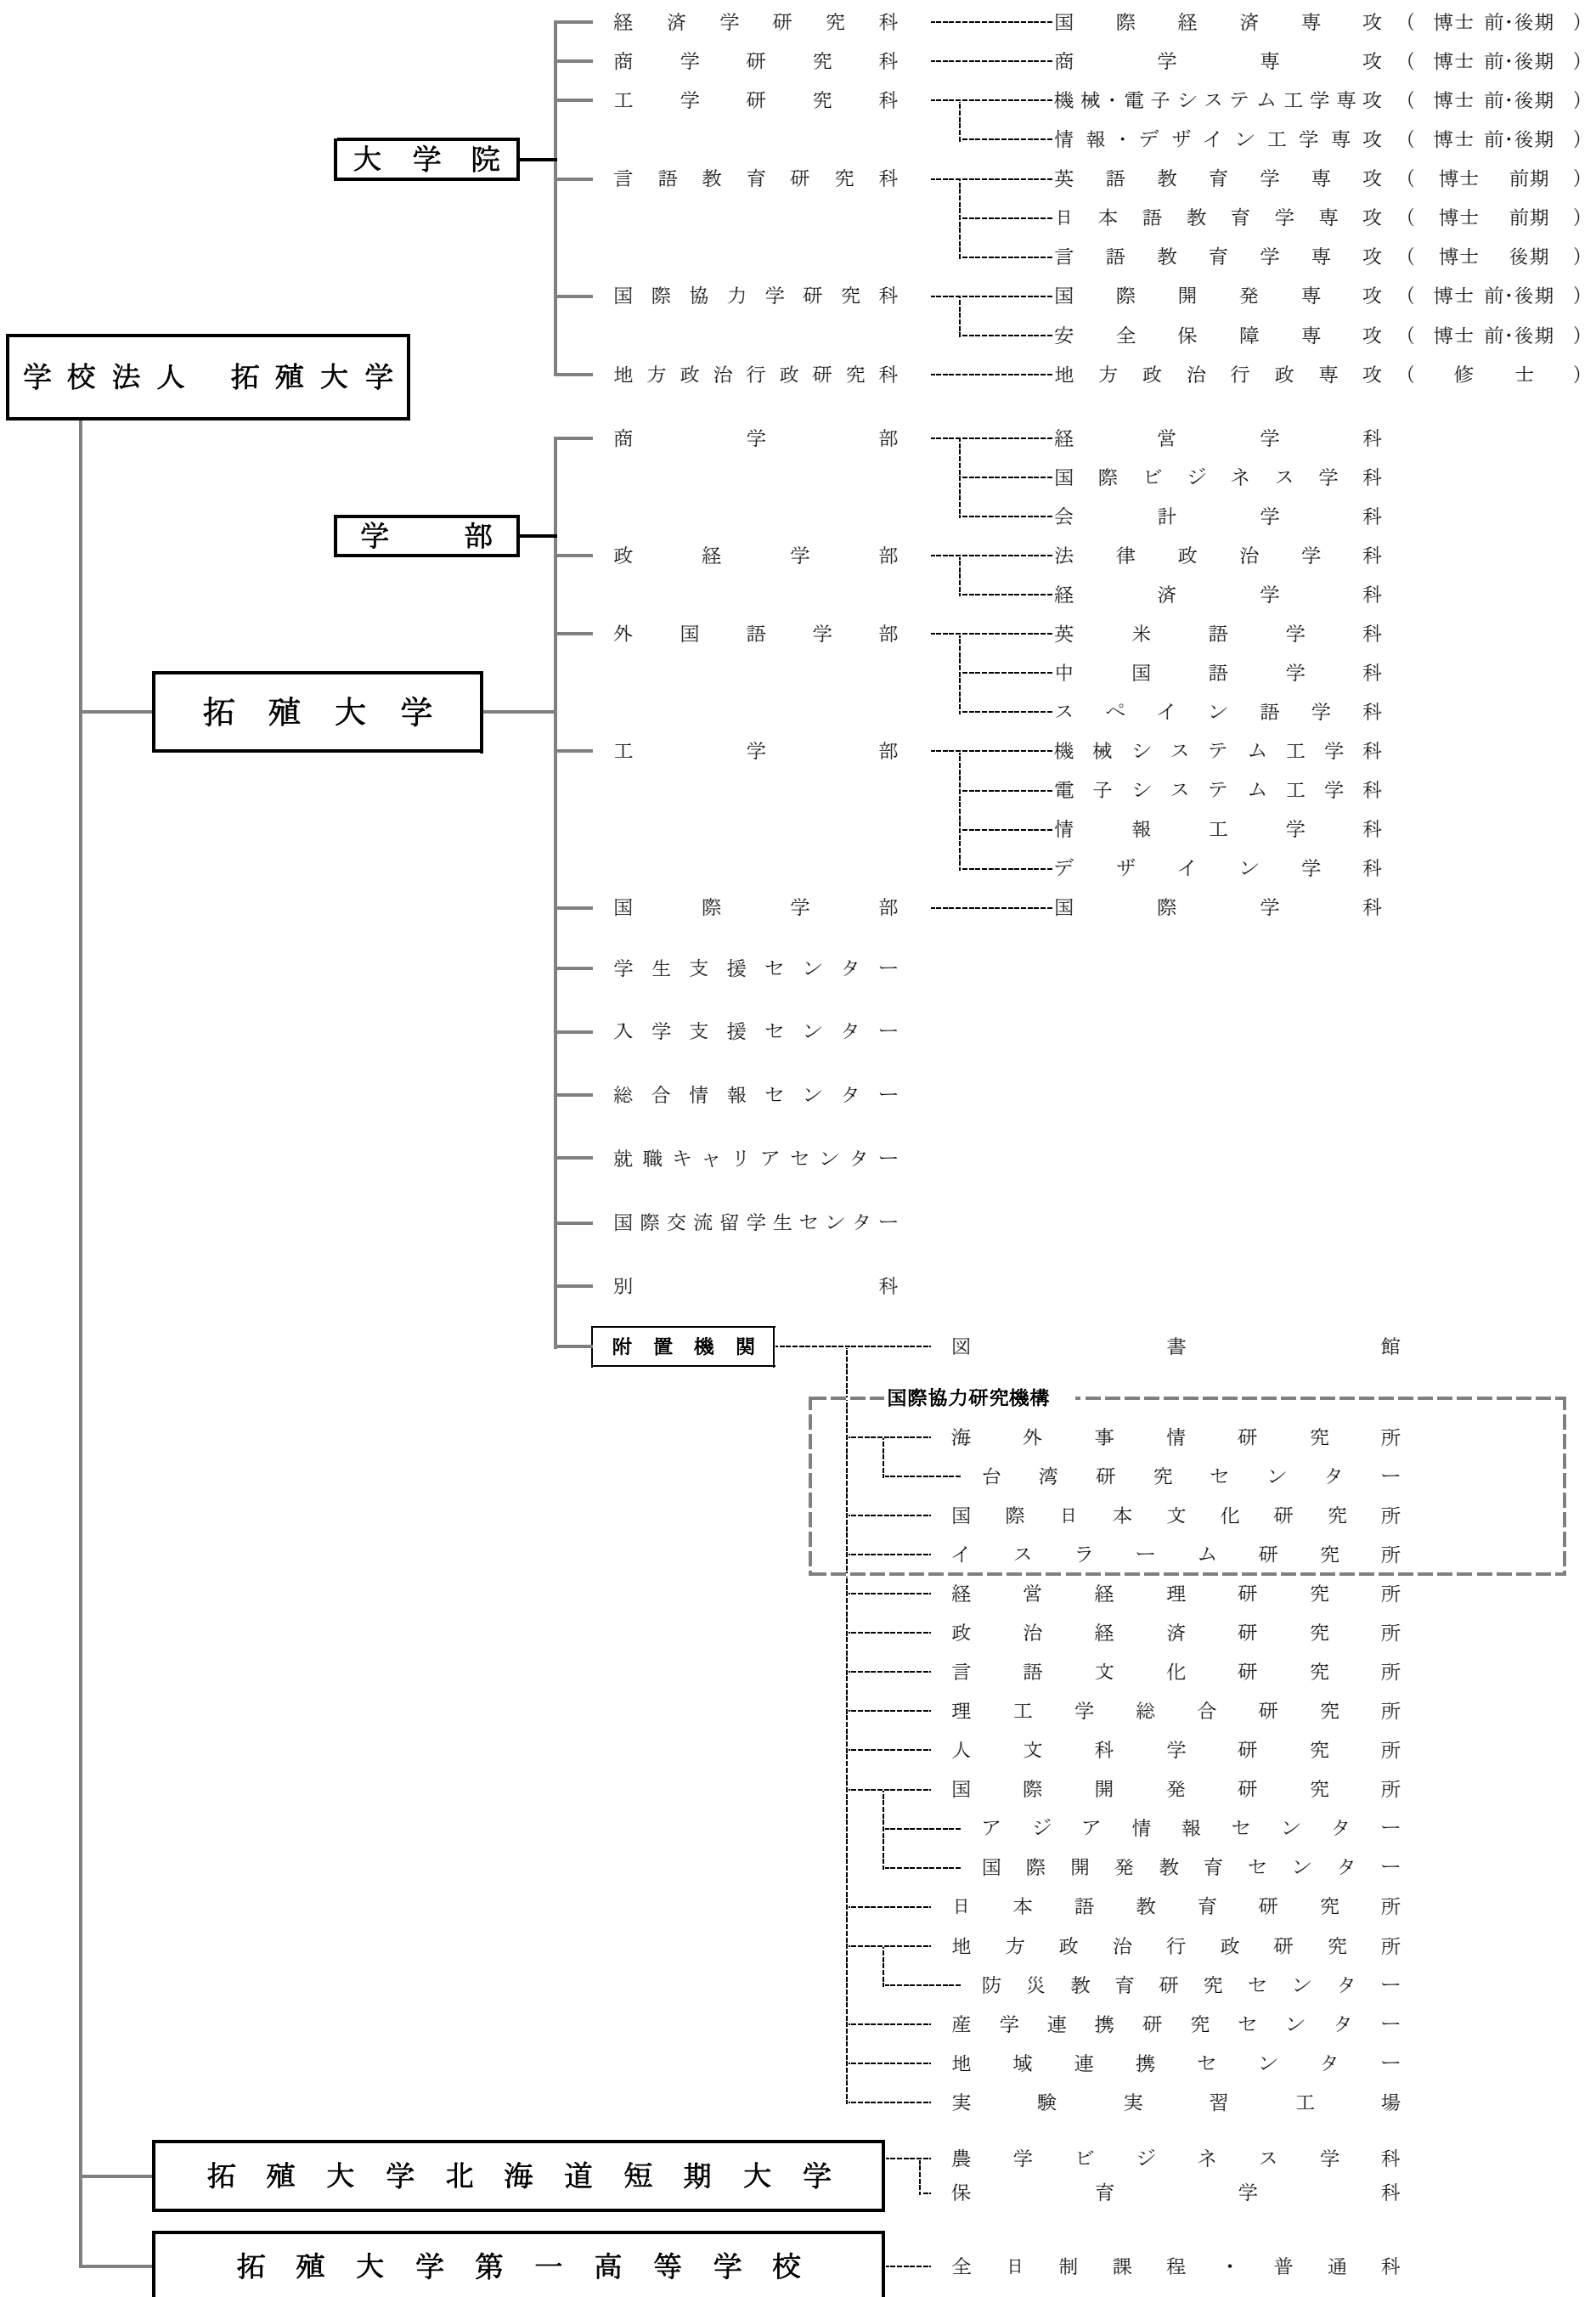 経済学研究科 国際経済専攻 ( 博士 前・後期 )
商学研究科 商学専攻 ( 博士 前・後期 )
工学研究科 機械・電子システム工学専攻 ( 博士 前・後期 )
情報・デザイン工学専攻 ( 博士 前・後期 )
大学院
言語教育研究科 英語教育学専攻 ( 博士 前期 )
日本語教育学専攻 ( 博士 前期 )
言語教育学専攻 ( 博士 後期 )
国際協力学研究科 国際開発専攻 ( 博士 前・後期 )
安全保障専攻 ( 博士 前・後期 )
学校法人 拓殖大学
地方政治行政研究科 地方政治行政専攻 ( 修士 )
商学部 経営学科
国際ビジネス学科
会計学科
学部
政経学部 法律政治学科
経済学科
外国語学部 英米語学科
中国語学科
スペイン語学科
拓殖大学
工学部 機械システム工学科
電子システム工学科
情報工学科
デザイン学科
国際学部 国際学科
学生支援センター
入学支援センター
総合情報センター
就職キャリアセンター
国際交流留学生センター
別科
附置機関 図書館
国際協力研究機構
海外事情研究所
台湾研究センター
国際日本文化研究所
イスラーム研究所
経営経理研究所
政治経済研究所
言語文化研究所
理工学総合研究所
人文科学研究所
国際開発研究所
アジア情報センター
国際開発教育センター
日本語教育研究所
地方政治行政研究所
防災教育研究センター
産学連携研究センター
地域連携センター
実験実習工場
拓殖大学北海道短期大学 農学ビジネス学科
保育学科
拓殖大学第一高等学校 全日制課程・普通科